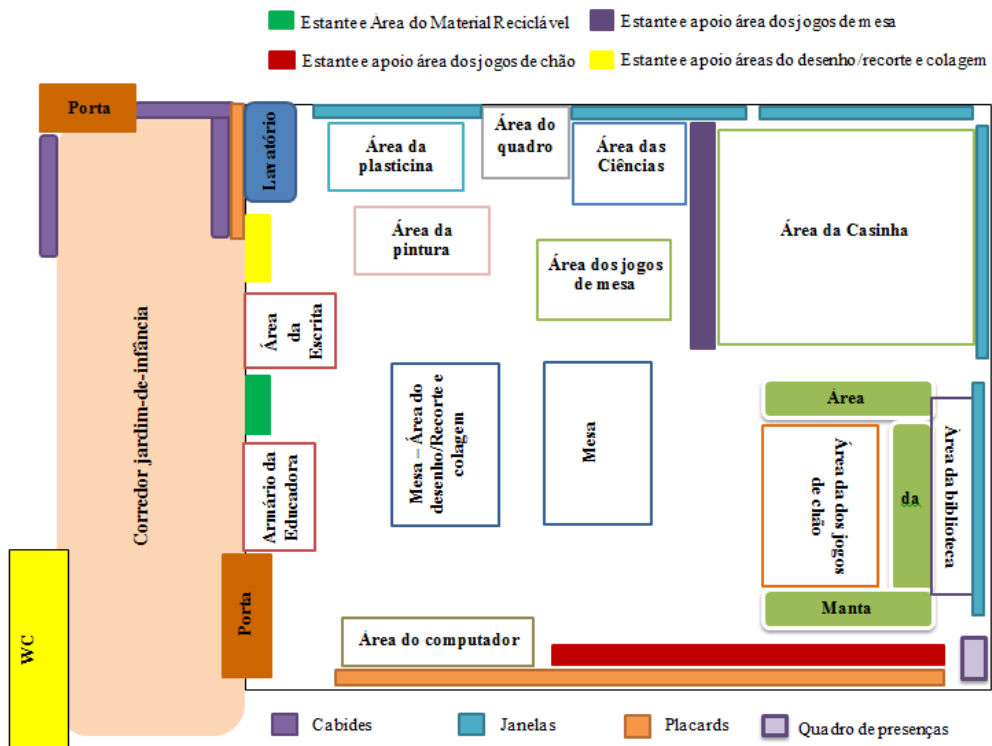 Estante e Área do Material Reciclável
Estante e apoio área dos jogos de mesa
Estante e apoio área dos jogos de chão
Estante e apoio áreas do desenho/recorte e colagem
Porta
Lavatório
Área da
plasticina
Área do
quadro
Área das
Ciências
Área da Casinha
Área da
pintura
Área dos jogos
de mesa
Corredor jardim-de-infância
Área
da
Escrita
Armário da
Educadora
Mesa – Área do
desenho/Recorte e
colagem
Mesa
Área
da
Manta
Área da dos jogos
de chão
Àrea da biblioteca
WC
Porta
Área do computador
Cabides
Janelas
Placards
Quadro de presenças